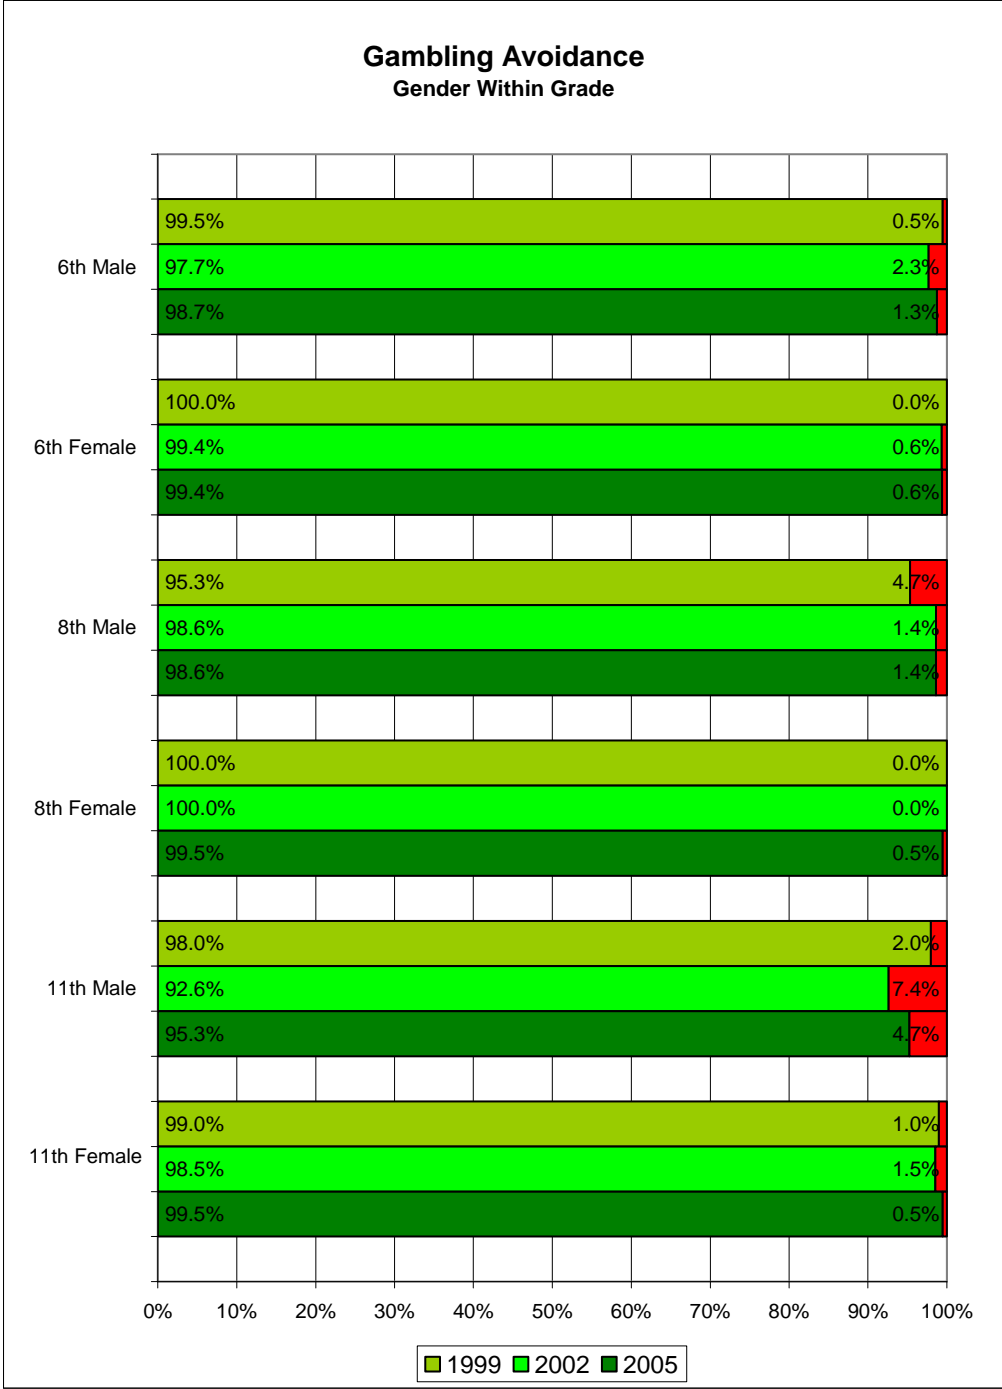 Gambling Avoidance
Gender Within Grade
99.5% 0.5%
6th Male 97.7% 2.3%
98.7% 1.3%
100.0% 0.0%
6th Female 99.4% 0.6%
99.4% 0.6%
95.3% 4.7%
8th Male 98.6% 1.4%
98.6% 1.4%
100.0% 0.0%
8th Female 100.0% 0.0%
99.5% 0.5%
98.0% 2.0%
11th Male 92.6% 7.4%
95.3% 4.7%
99.0% 1.0%
11th Female 98.5% 1.5%
99.5% 0.5%
0% 10% 20% 30% 40% 50% 60% 70% 80% 90% 100%
1999 2002 2005